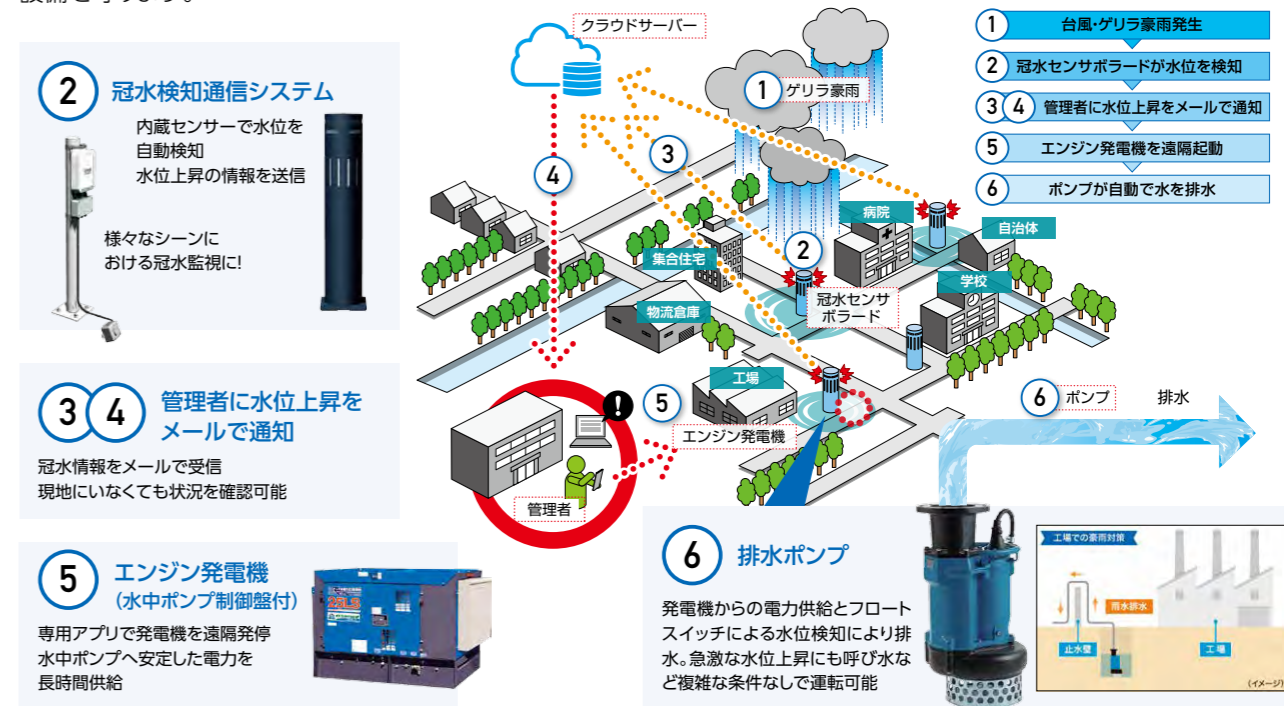 設備を守ります。
クラウドサーバー
1 ゲリラ豪雨
1 台風・ゲリラ豪雨発生
2 冠水センサボラードが水位を検知
3 4 管理者に水位上昇をメールで通知
5 エンジン発電機を遠隔起動
6 ポンプが自動で水を排水
2 冠水検知通信システム
内蔵センサーで水位を
自動検知
水位上昇の情報を送信
様々なシーンに
おける冠水監視に!
3
4
2
病院
自治体
集合住宅
学校
冠水センサ
ボラード
物流倉庫
工場
3 4 管理者に水位上昇を
メールで通知
冠水情報をメールで受信
現地にいなくても状況を確認可能
!
5
エンジン発電機
管理者
6 ポンプ
排水
5 エンジン発電機
(水中ポンプ制御盤付)
専用アプリで発電機を遠隔発停
水中ポンプへ安定した電力を
長時間供給
25LS
6 排水ポンプ
発電機からの電力供給とフロート
スイッチによる水位検知により排
水。急激な水位上昇にも呼び水な
ど複雑な条件なしで運転可能
工場での豪雨対策
雨水排水
止水壁
工場
(イメージ)